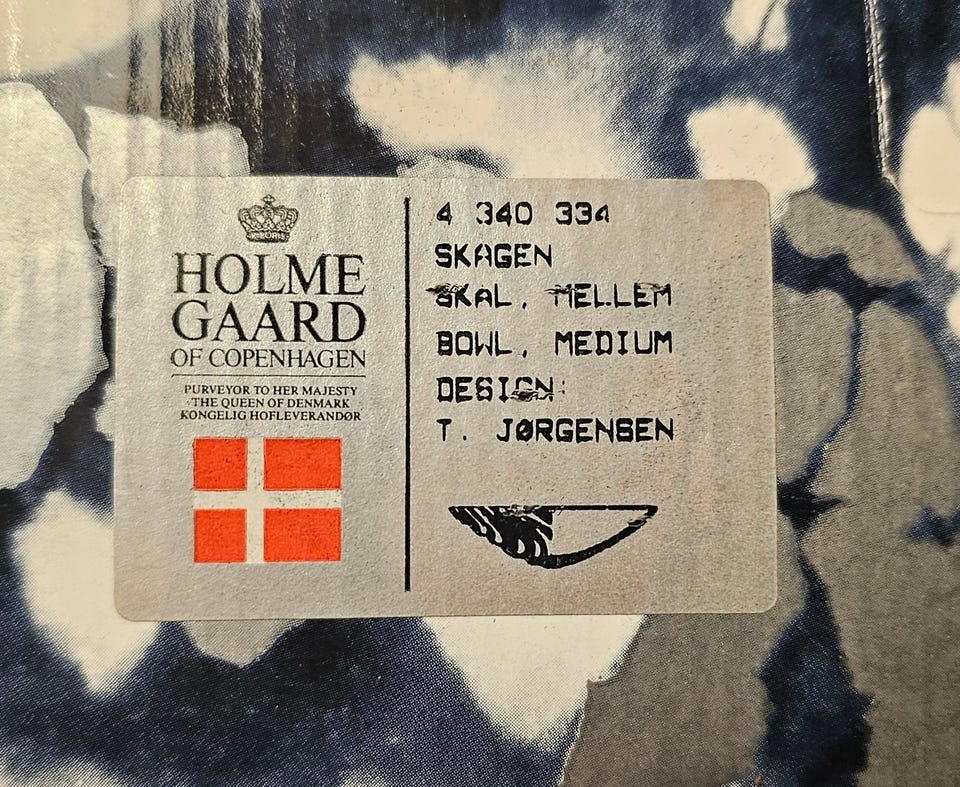 HOLME
GAARD
OF COPENHAGEN
PURVEYOR TO HER MAJESTY
THE QUEEN OF DENMARK
KONGELIG HOFLEVERANDØR
4 340 334
SKAGEN
SKAL, MELLEM
BOWL, MEDIUM
DESIGN:
T. JØRGENSEN